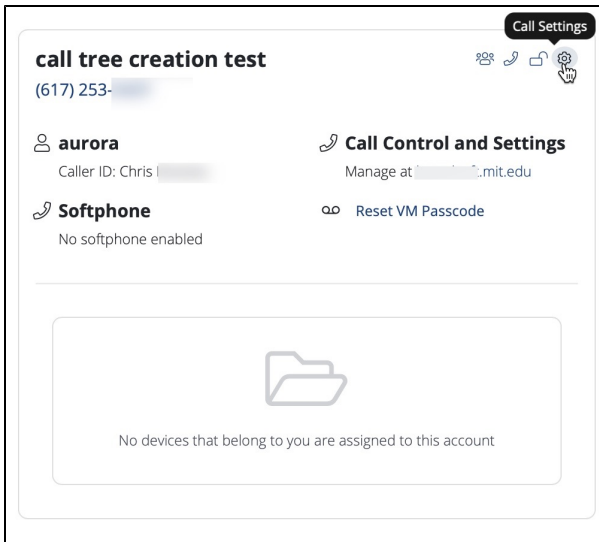 Call Settings
call tree creation test
(617) 253-
aurora
Caller ID: Chris
Call Control and Settings
Manage at .mit.edu
Softphone
No softphone enabled
Reset VM Passcode
No devices that belong to you are assigned to this account